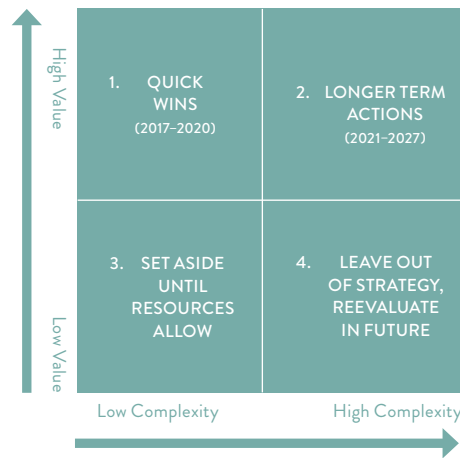 High Value
1. QUICK
WINS
(2017–2020)
2. LONGER TERM
ACTIONS
(2021–2027)
Low Value
3. SET ASIDE
UNTIL
RESOURCES
ALLOW
4. LEAVE OUT
OF STRATEGY,
REEVALUATE
IN FUTURE
Low Complexity
High Complexity